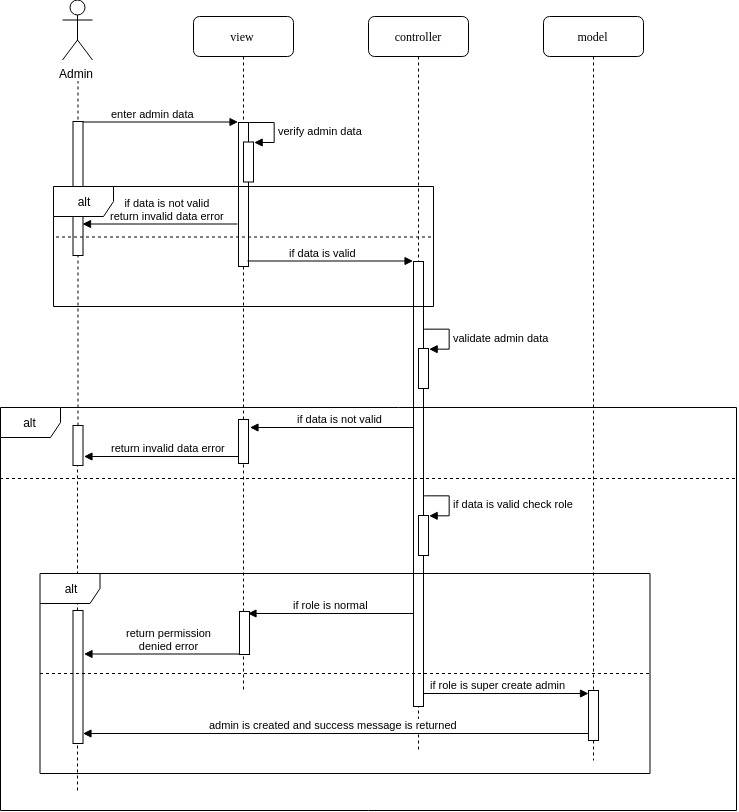 view
controller
model
Admin
enter admin data
verify admin data
alt
if data is not valid
return invalid data error
if data is valid
validate admin data
alt
if data is not valid
return invalid data error
if data is valid check role
alt
if role is normal
return permission
denied error
if role is super create admin
admin is created and success message is returned